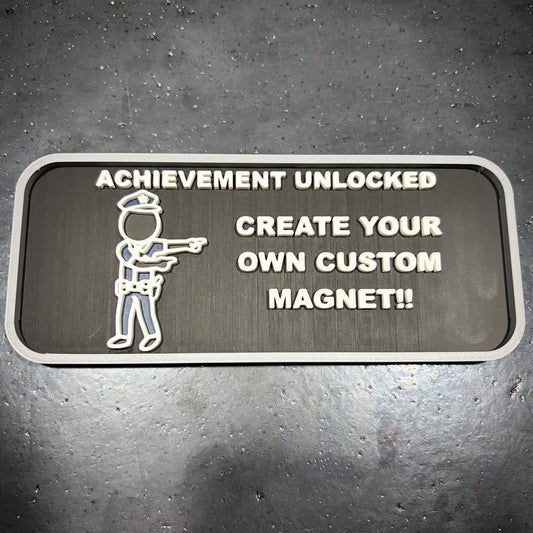 ACHIEVEMENT UNLOCKED
CREATE YOUR
OWN CUSTOM
MAGNET!!